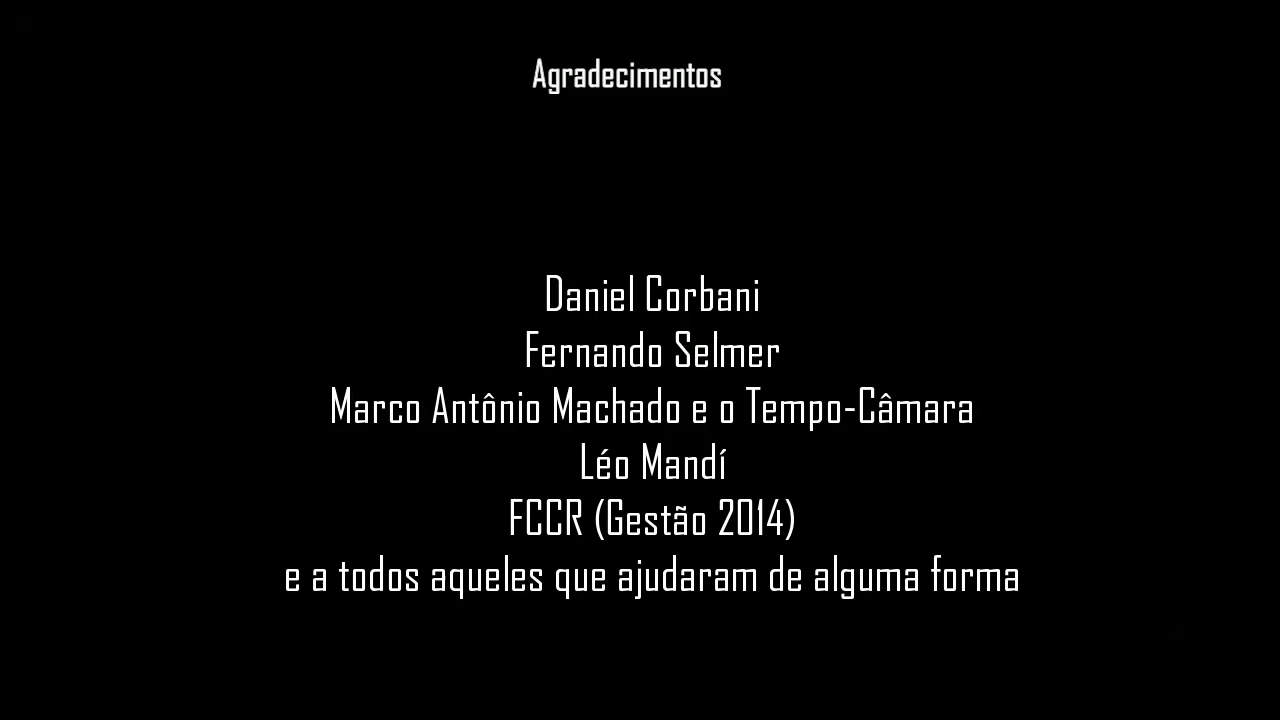 Agradecimentos
Daniel Corbani
Fernando Selmer
Marco Antônio Machado e o Tempo-Câmara
Léo Mandí
FCCR (Gestão 2014)
e a todos aqueles que ajudaram de alguma forma